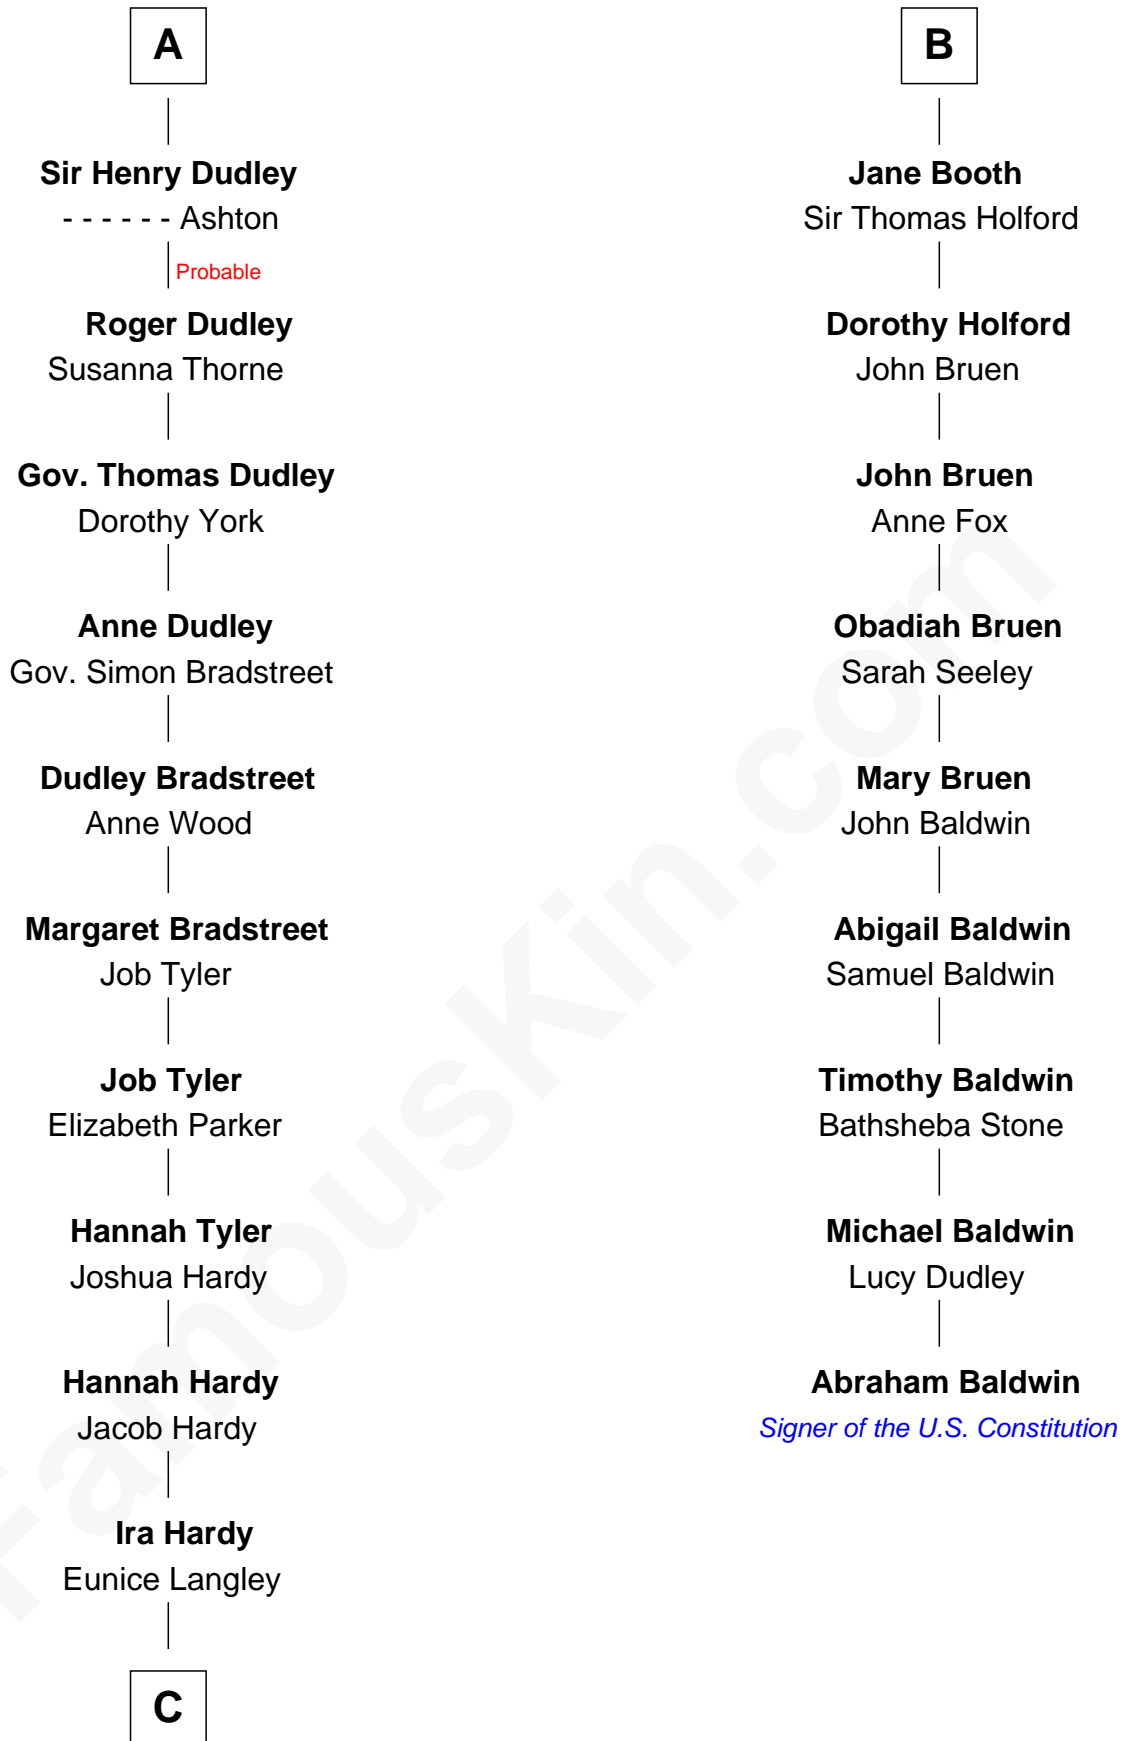 A
Sir Henry Dudley
- - - - - - Ashton
Probable
Roger Dudley
Susanna Thorne
Gov. Thomas Dudley
Dorothy York
Anne Dudley
Gov. Simon Bradstreet
Dudley Bradstreet
Anne Wood
Margaret Bradstreet
Job Tyler
Job Tyler
Elizabeth Parker
Hannah Tyler
Joshua Hardy
Hannah Hardy
Jacob Hardy
Ira Hardy
Eunice Langley
C
B
Jane Booth
Sir Thomas Holford
Dorothy Holford
John Bruen
John Bruen
Anne Fox
Obadiah Bruen
Sarah Seeley
Mary Bruen
John Baldwin
Abigail Baldwin
Samuel Baldwin
Timothy Baldwin
Bathsheba Stone
Michael Baldwin
Lucy Dudley
Abraham Baldwin
Signer of the U.S. Constitution
FamousKin.com